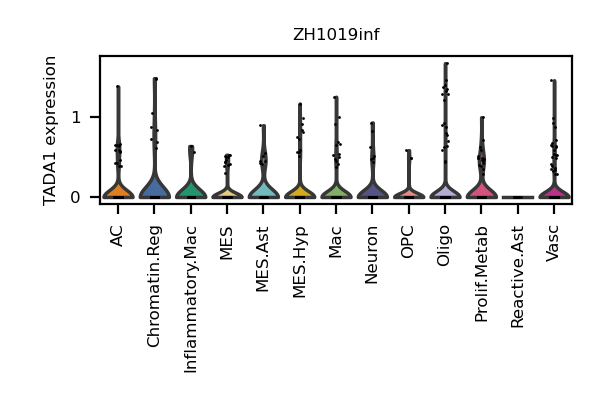 ZH1019inf
TADA1 expression
1
0
AC
Chromatin.Reg
Inflammatory.Mac
MES
MES.Ast
MES.Hyp
Mac
Neuron
OPC
Oligo
Prolif.Metab
Reactive.Ast
Vasc